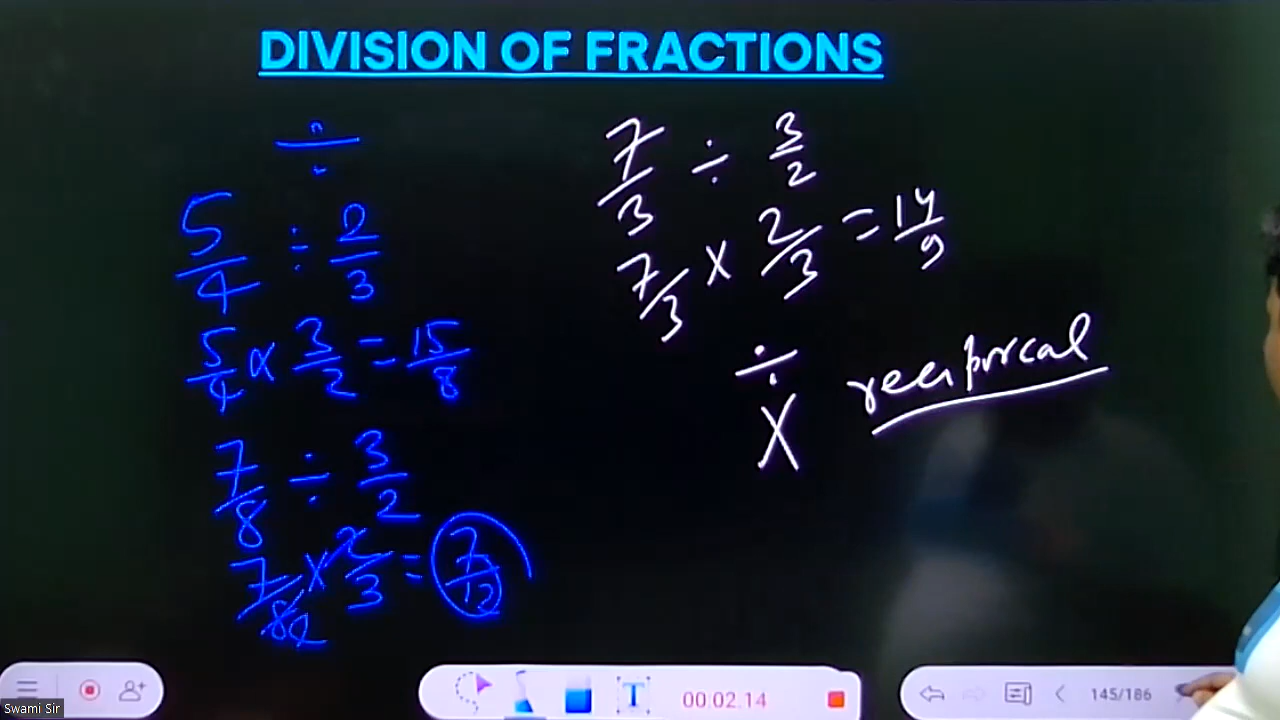 DIVISION OF FRACTIONS
÷
5/4 ÷ 2/3
5/4 × 3/2 = 15/8
7/8 ÷ 3/2
7/84 × 2/3 = 7/12
7/3 ÷ 3/2
7/3 × 2/3 = 14/9
÷
× reciprocal
T 00:02.14
145/186
Swami Sir